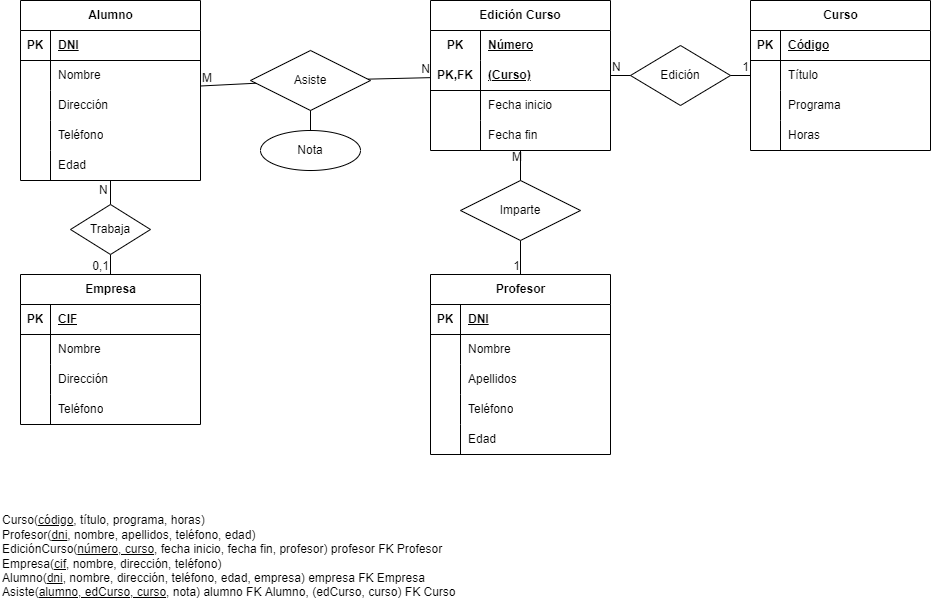 Alumno
PK DNI
Nombre
Dirección
Teléfono
Edad
M
Asiste
Nota
N
Edición Curso
PK Número
PK,FK (Curso)
Fecha inicio
Fecha fin
N
Edición
1
Curso
PK Código
Título
Programa
Horas
N
Trabaja
0,1
Empresa
PK CIF
Nombre
Dirección
Teléfono
M
Imparte
1
Profesor
PK DNI
Nombre
Apellidos
Teléfono
Edad
Curso(código, título, programa, horas)
Profesor(dni, nombre, apellidos, teléfono, edad)
EdiciónCurso(número, curso, fecha inicio, fecha fin, profesor) profesor FK Profesor
Empresa(cif, nombre, dirección, teléfono)
Alumno(dni, nombre, dirección, teléfono, edad, empresa) empresa FK Empresa
Asiste(alumno, edCurso, curso, nota) alumno FK Alumno, (edCurso, curso) FK Curso